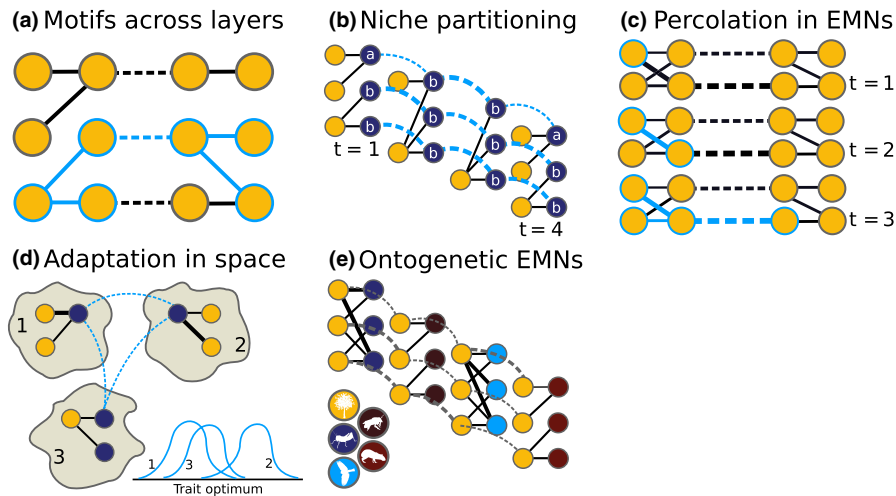 (a) Motifs across layers
(b) Niche partitioning
a
b
b
b
b
b
b
b
b
a
b
b
t = 1
t = 4
(c) Percolation in EMNs
t = 1
t = 2
t = 3
(d) Adaptation in space
1
2
3
1 3 2
Trait optimum
(e) Ontogenetic EMNs